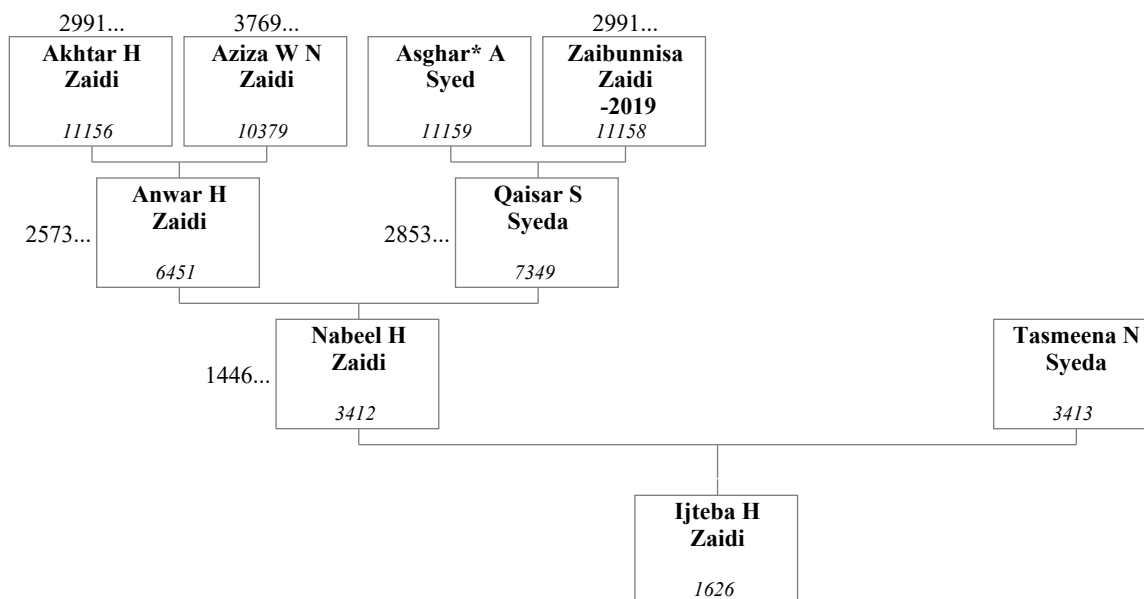 2991...
3769...
2991...
Akhtar H
Zaidi
11156
Aziza W N
Zaidi
10379
Asghar* A
Syed
11159
Zaibunnisa
Zaidi
-2019
11158
2573...
Anwar H
Zaidi
6451
2853...
Qaisar S
Syeda
7349
1446...
Nabeel H
Zaidi
3412
Tasmeena N
Syeda
3413
Ijteba H
Zaidi
1626